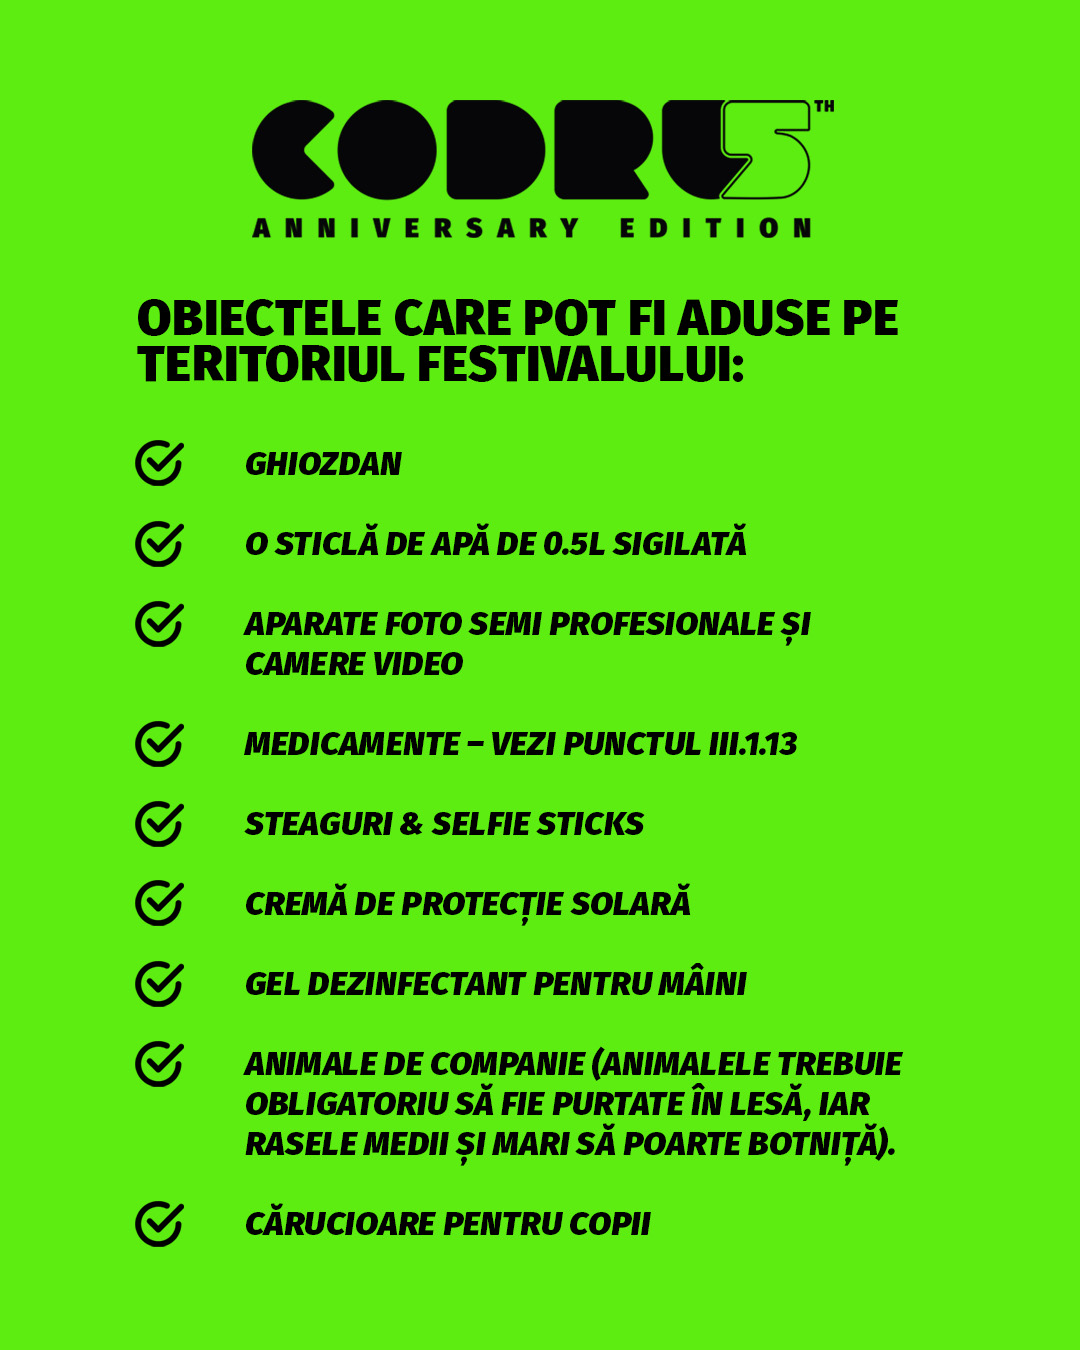 CODRU 5TH
ANNIVERSARY EDITION
OBIECTELE CARE POT FI ADUSE PE
TERITORIUL FESTIVALULUI:
GHIOZDAN
O STICLĂ DE APĂ DE 0.5L SIGILATĂ
APARATE FOTO SEMI PROFESIONALE ȘI
CAMERE VIDEO
MEDICAMENTE – VEZI PUNCTUL III.1.13
STEAGURI & SELFIE STICKS
CREMĂ DE PROTECȚIE SOLARĂ
GEL DEZINFECTANT PENTRU MÂINI
ANIMALE DE COMPANIE (ANIMALELE TREBUIE
OBLIGATORIU SĂ FIE PURTATE ÎN LESĂ, IAR
RASELE MEDII ȘI MARI SĂ POARTE BOTNIȚĂ).
CĂRUCIOARE PENTRU COPII